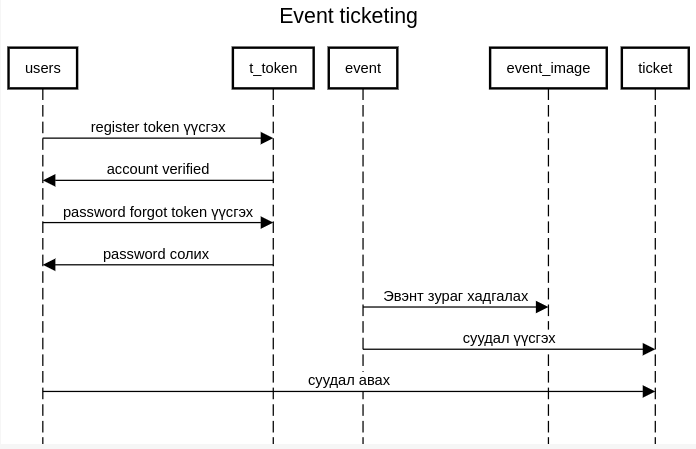 Event ticketing
users
t_token
event
event_image
ticket
register token үүсгэх
account verified
password forgot token үүсгэх
password солих
Эвэнт зураг хадгалах
суудал үүсгэх
суудал авах